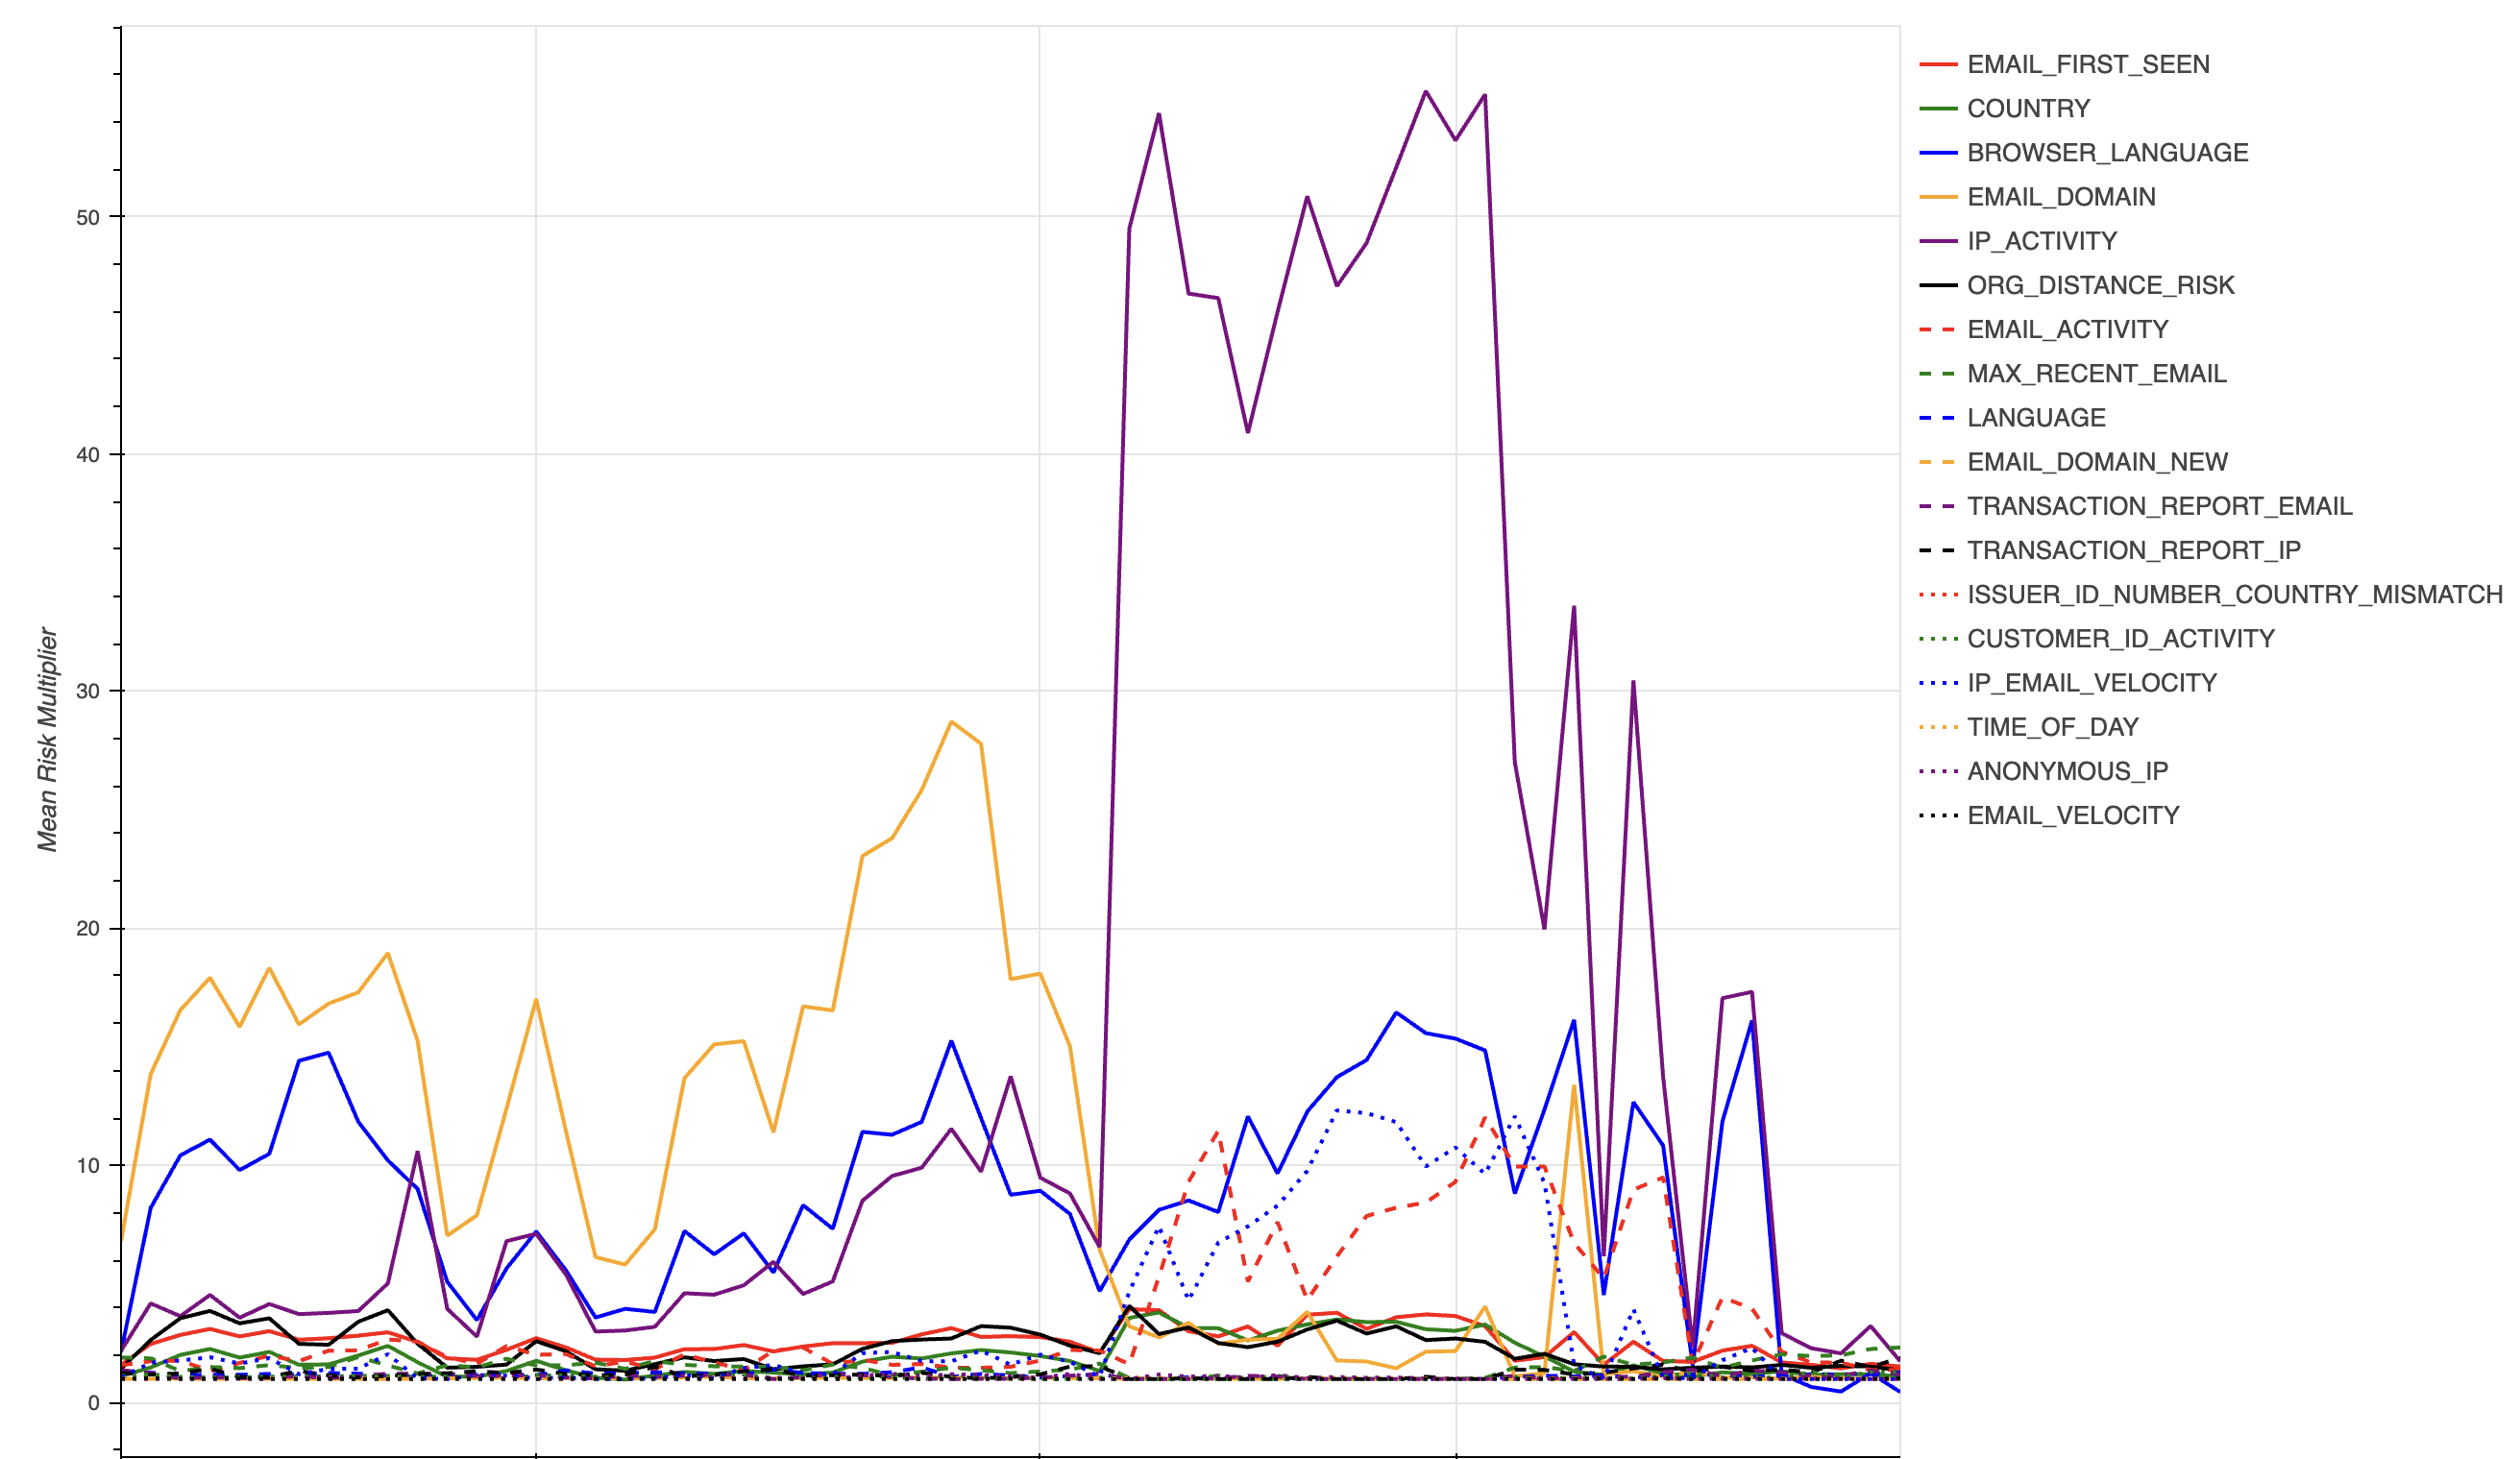 Mean Risk Multiplier
50
40
30
20
10
0
EMAIL_FIRST_SEEN
COUNTRY
BROWSER_LANGUAGE
EMAIL_DOMAIN
IP_ACTIVITY
ORG_DISTANCE_RISK
EMAIL_ACTIVITY
MAX_RECENT_EMAIL
LANGUAGE
EMAIL_DOMAIN_NEW
TRANSACTION_REPORT_EMAIL
TRANSACTION_REPORT_IP
ISSUER_ID_NUMBER_COUNTRY_MISMATCH
CUSTOMER_ID_ACTIVITY
IP_EMAIL_VELOCITY
TIME_OF_DAY
ANONYMOUS_IP
EMAIL_VELOCITY